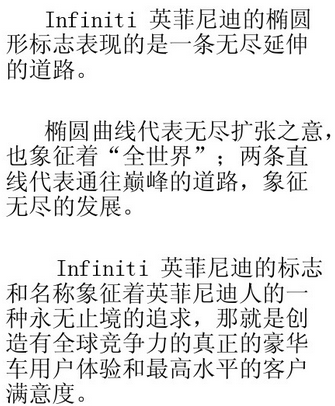 Infiniti 英菲尼迪的椭圆
形标志表现的是一条无尽延伸
的道路。
椭圆曲线代表无尽扩张之意，
也象征着“全世界”；两条直
线代表通往巅峰的道路，象征
无尽的发展。
Infiniti 英菲尼迪的标志
和名称象征着英菲尼迪人的一
种永无止境的追求，那就是创
造有全球竞争力的真正的豪华
车用户体验和最高水平的客户
满意度。